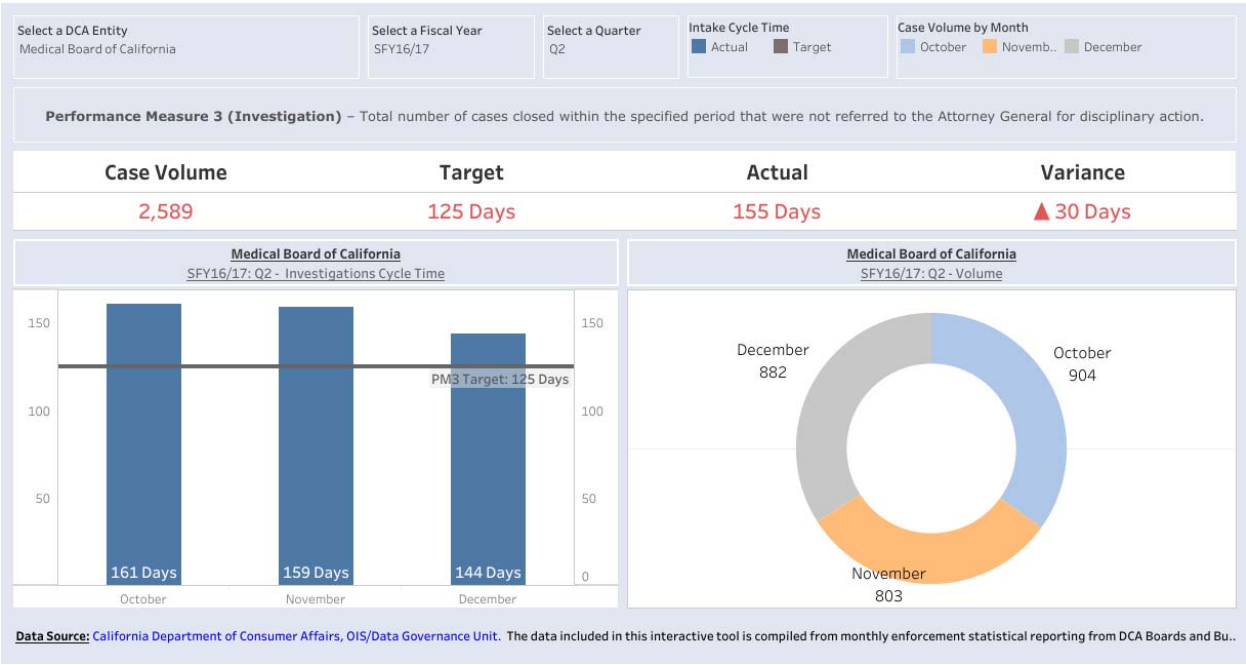 Select a DCA Entity
Medical Board of California
Select a Fiscal Year
SFY16/17
Select a Quarter
Q2
Intake Cycle Time
Actual Target
Case Volume by Month
October Novemb.. December
Performance Measure 3 (Investigation) – Total number of cases closed within the specified period that were not referred to the Attorney General for disciplinary action.
Case Volume Target Actual Variance
2,589 125 Days 155 Days ▲ 30 Days
Medical Board of California
SFY16/17: Q2 - Investigations Cycle Time
150 150
PM3 Target: 125 Days
100 100
50 50
161 Days 159 Days 144 Days
0
October November December
Medical Board of California
SFY16/17: Q2 - Volume
December
882
October
904
November
803
Data Source: California Department of Consumer Affairs, OIS/Data Governance Unit. The data included in this interactive tool is compiled from monthly enforcement statistical reporting from DCA Boards and Bu..